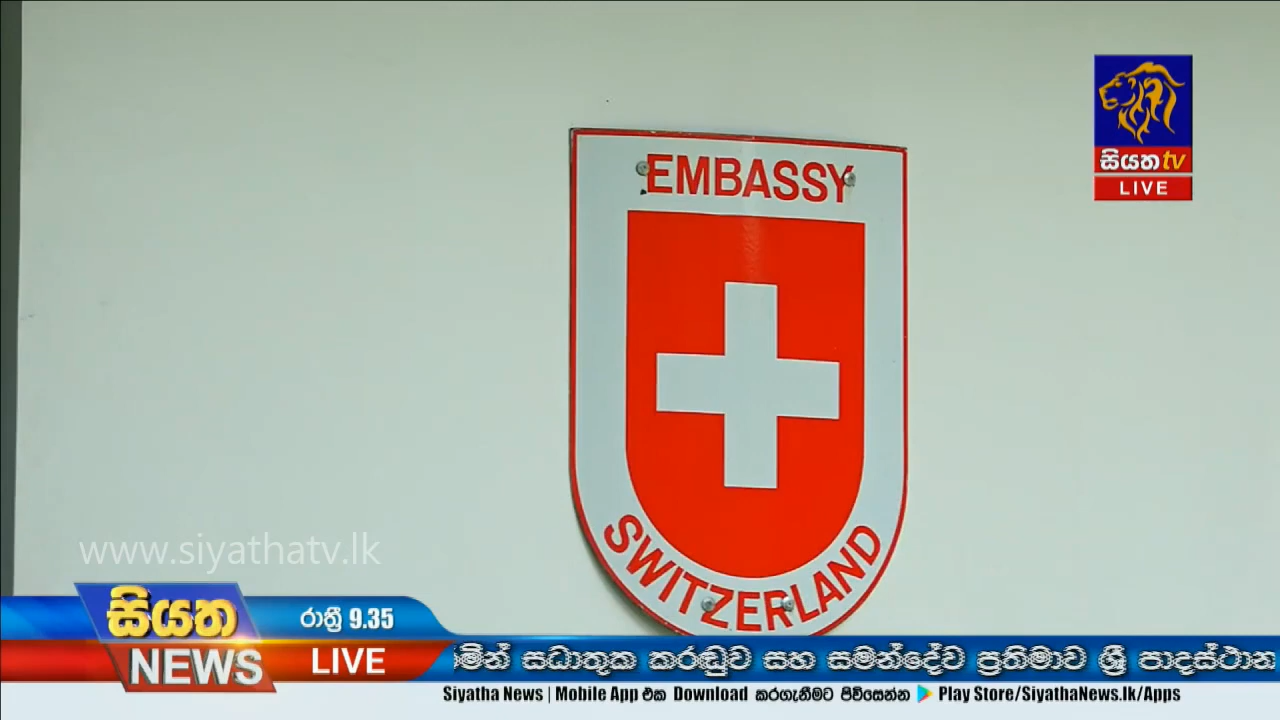 සියත tv
LIVE
EMBASSY
SWITZERLAND
www.siyathatv.lk
සියත
NEWS
රාත්‍රී 9.35
LIVE
මින් සධාතුක කරඬුව සහ සමන්දේව ප්‍රතිමාව ශ්‍රී පාදස්ථාන
Siyatha News | Mobile App එක Download කරගැනීමට පිවිසෙන්න Play Store/SiyathaNews.lk/Apps